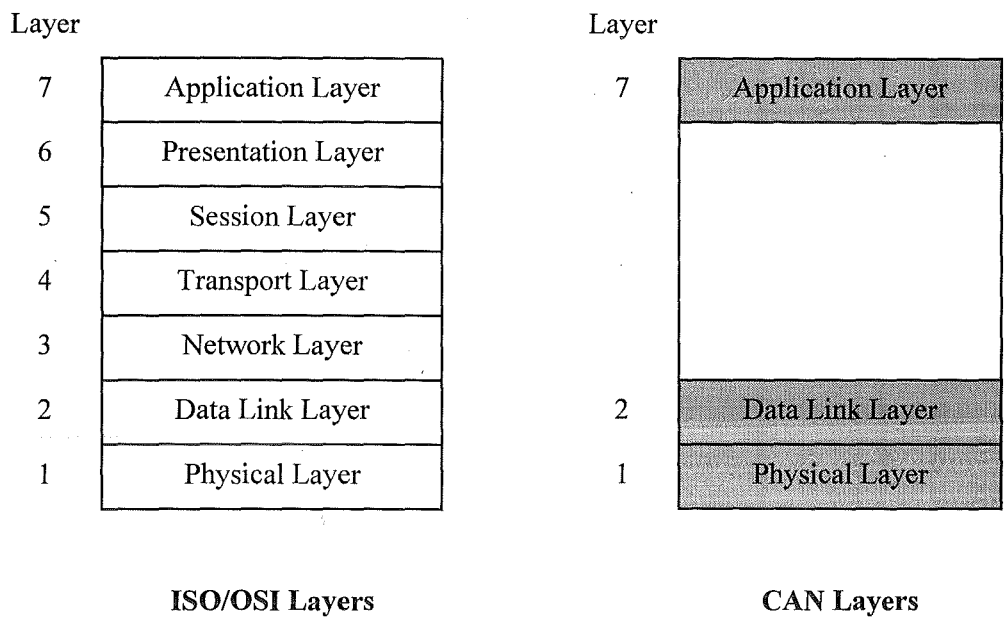 Layer
7 Application Layer
6 Presentation Layer
5 Session Layer
4 Transport Layer
3 Network Layer
2 Data Link Layer
1 Physical Layer
ISO/OSI Layers
Layer
7 Application Layer
2 Data Link Layer
1 Physical Layer
CAN Layers